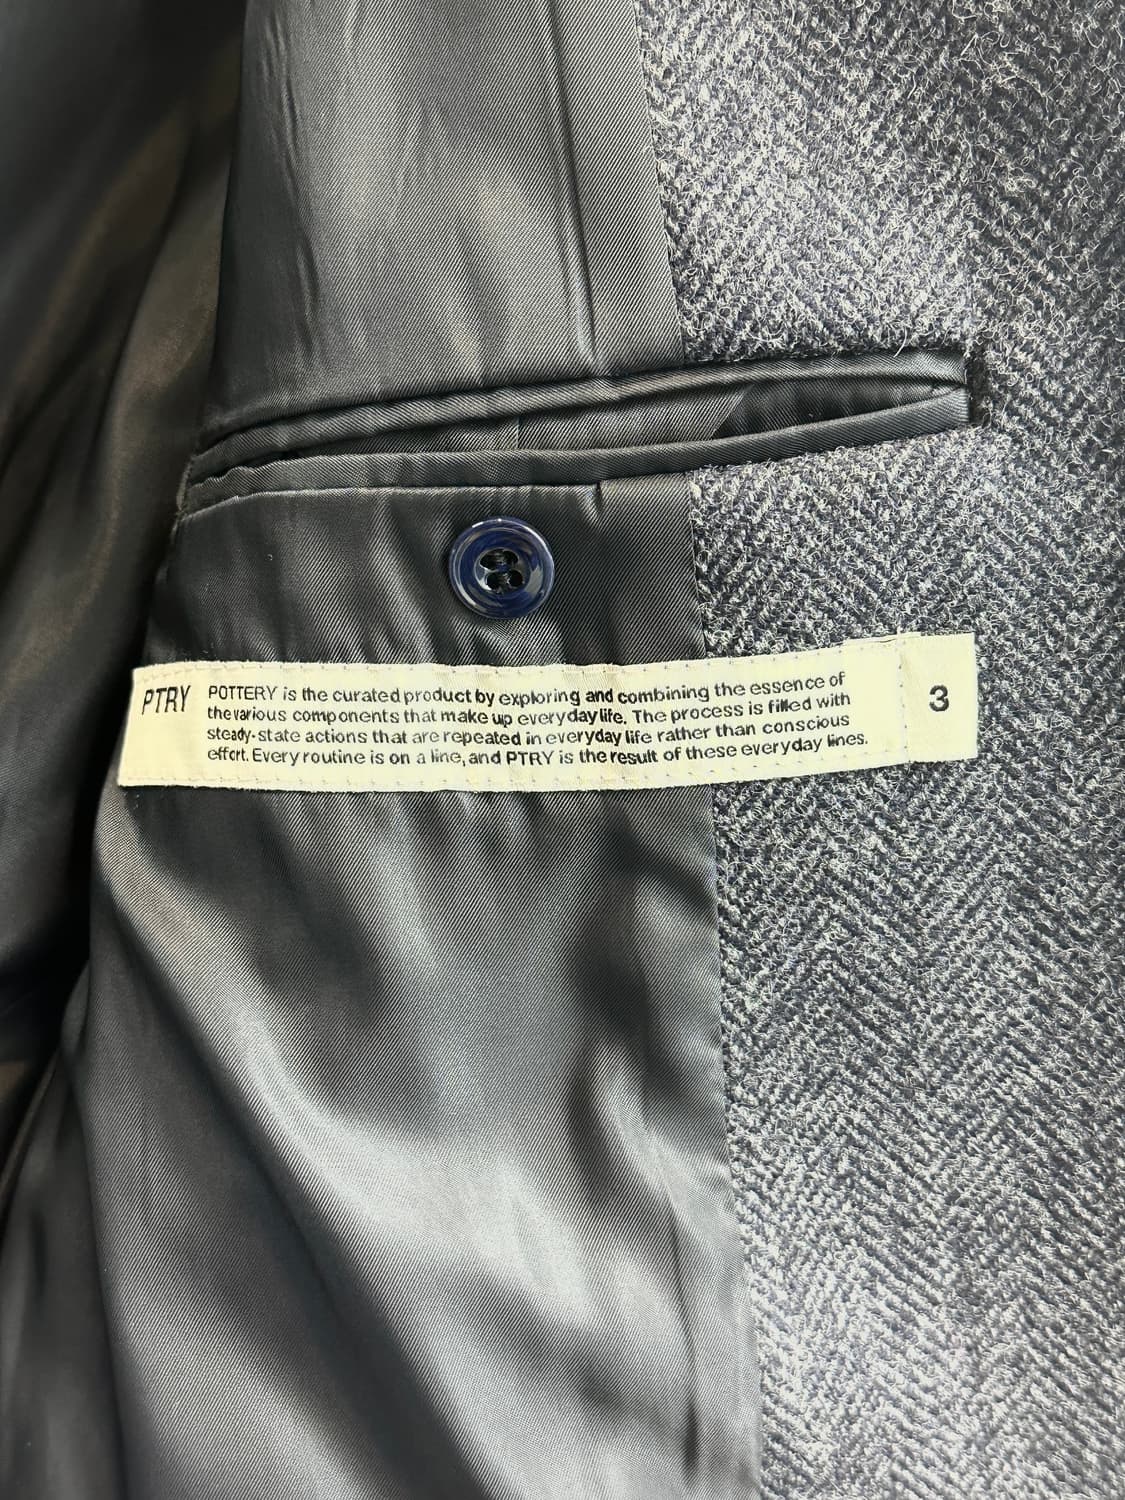 PTRY
POTTERY is the curated product by exploring and combining the essence of
the various components that make up everyday life. The process is filled with
steady-state actions that are repeated in everyday life rather than conscious
effort. Every routine is on a line, and PTRY is the result of these everyday lines.
3